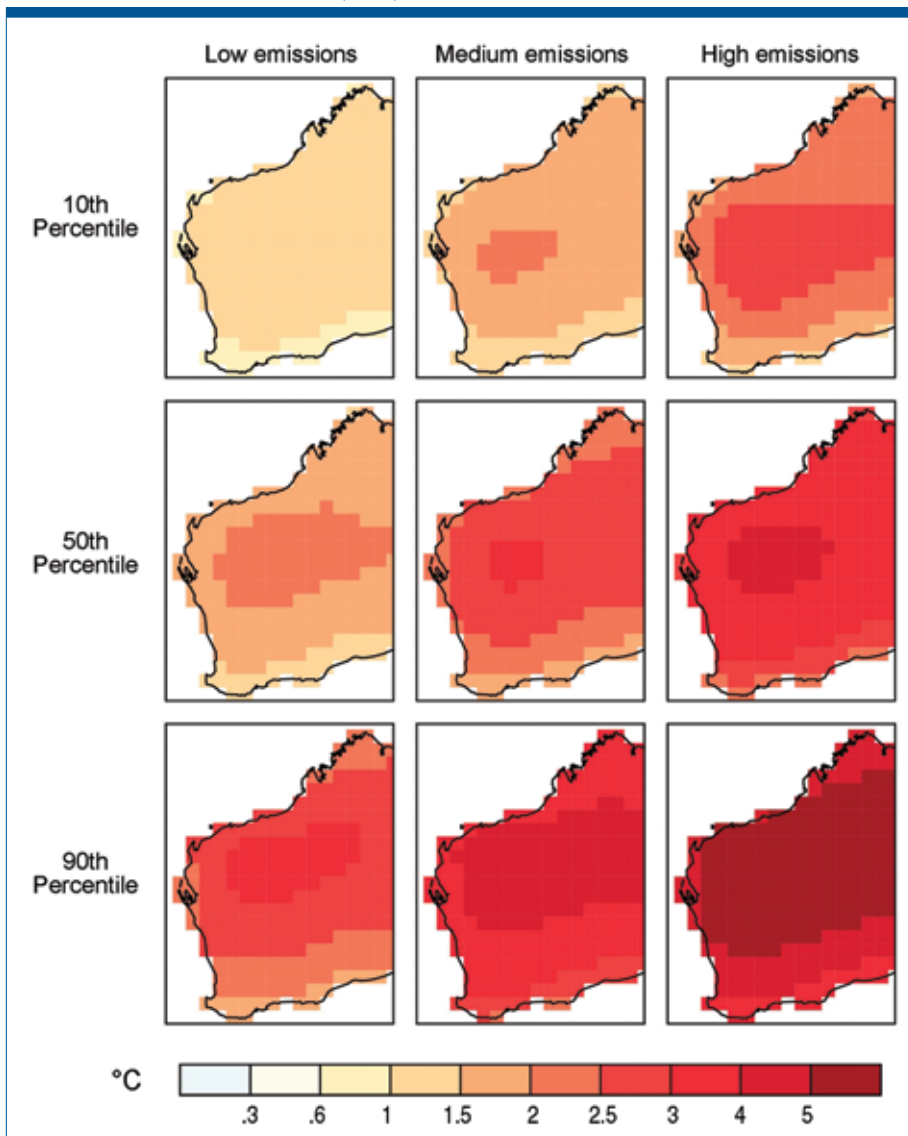 Low emissions Medium emissions High emissions
10th
Percentile
50th
Percentile
90th
Percentile
°C
.3 .6 1 1.5 2 2.5 3 4 5